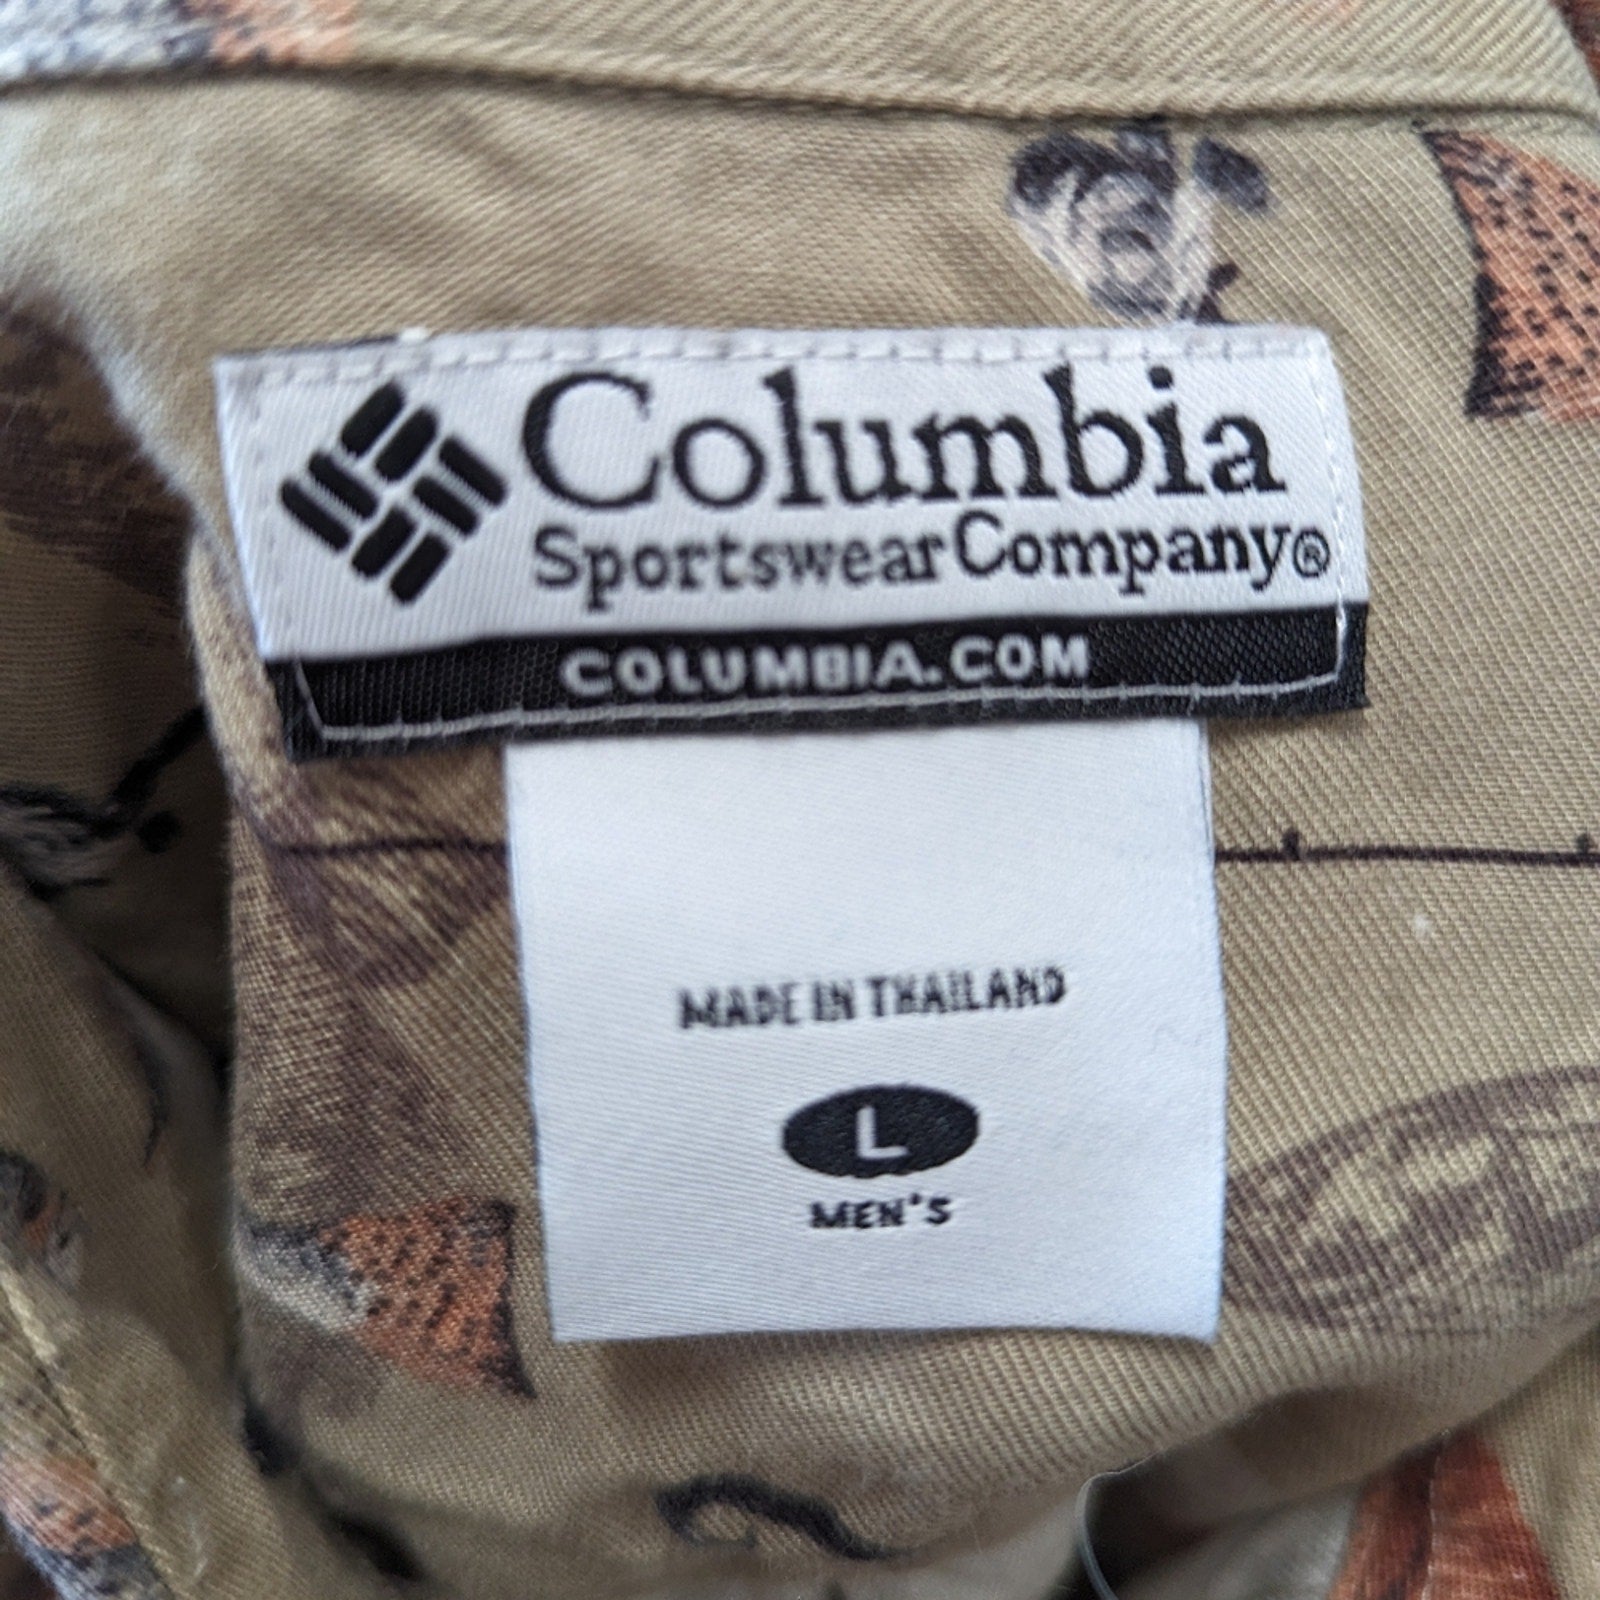 Columbia
Sportswear Company®
COLUMBIA.COM
MADE IN THAILAND
L
MEN'S